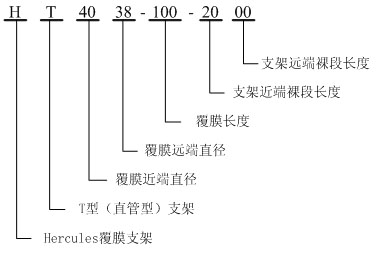 H T 40 38-100-20 00
支架远端裸段长度
支架近端裸段长度
覆膜长度
覆膜远端直径
覆膜近端直径
T型（直管型）支架
Hercules覆膜支架